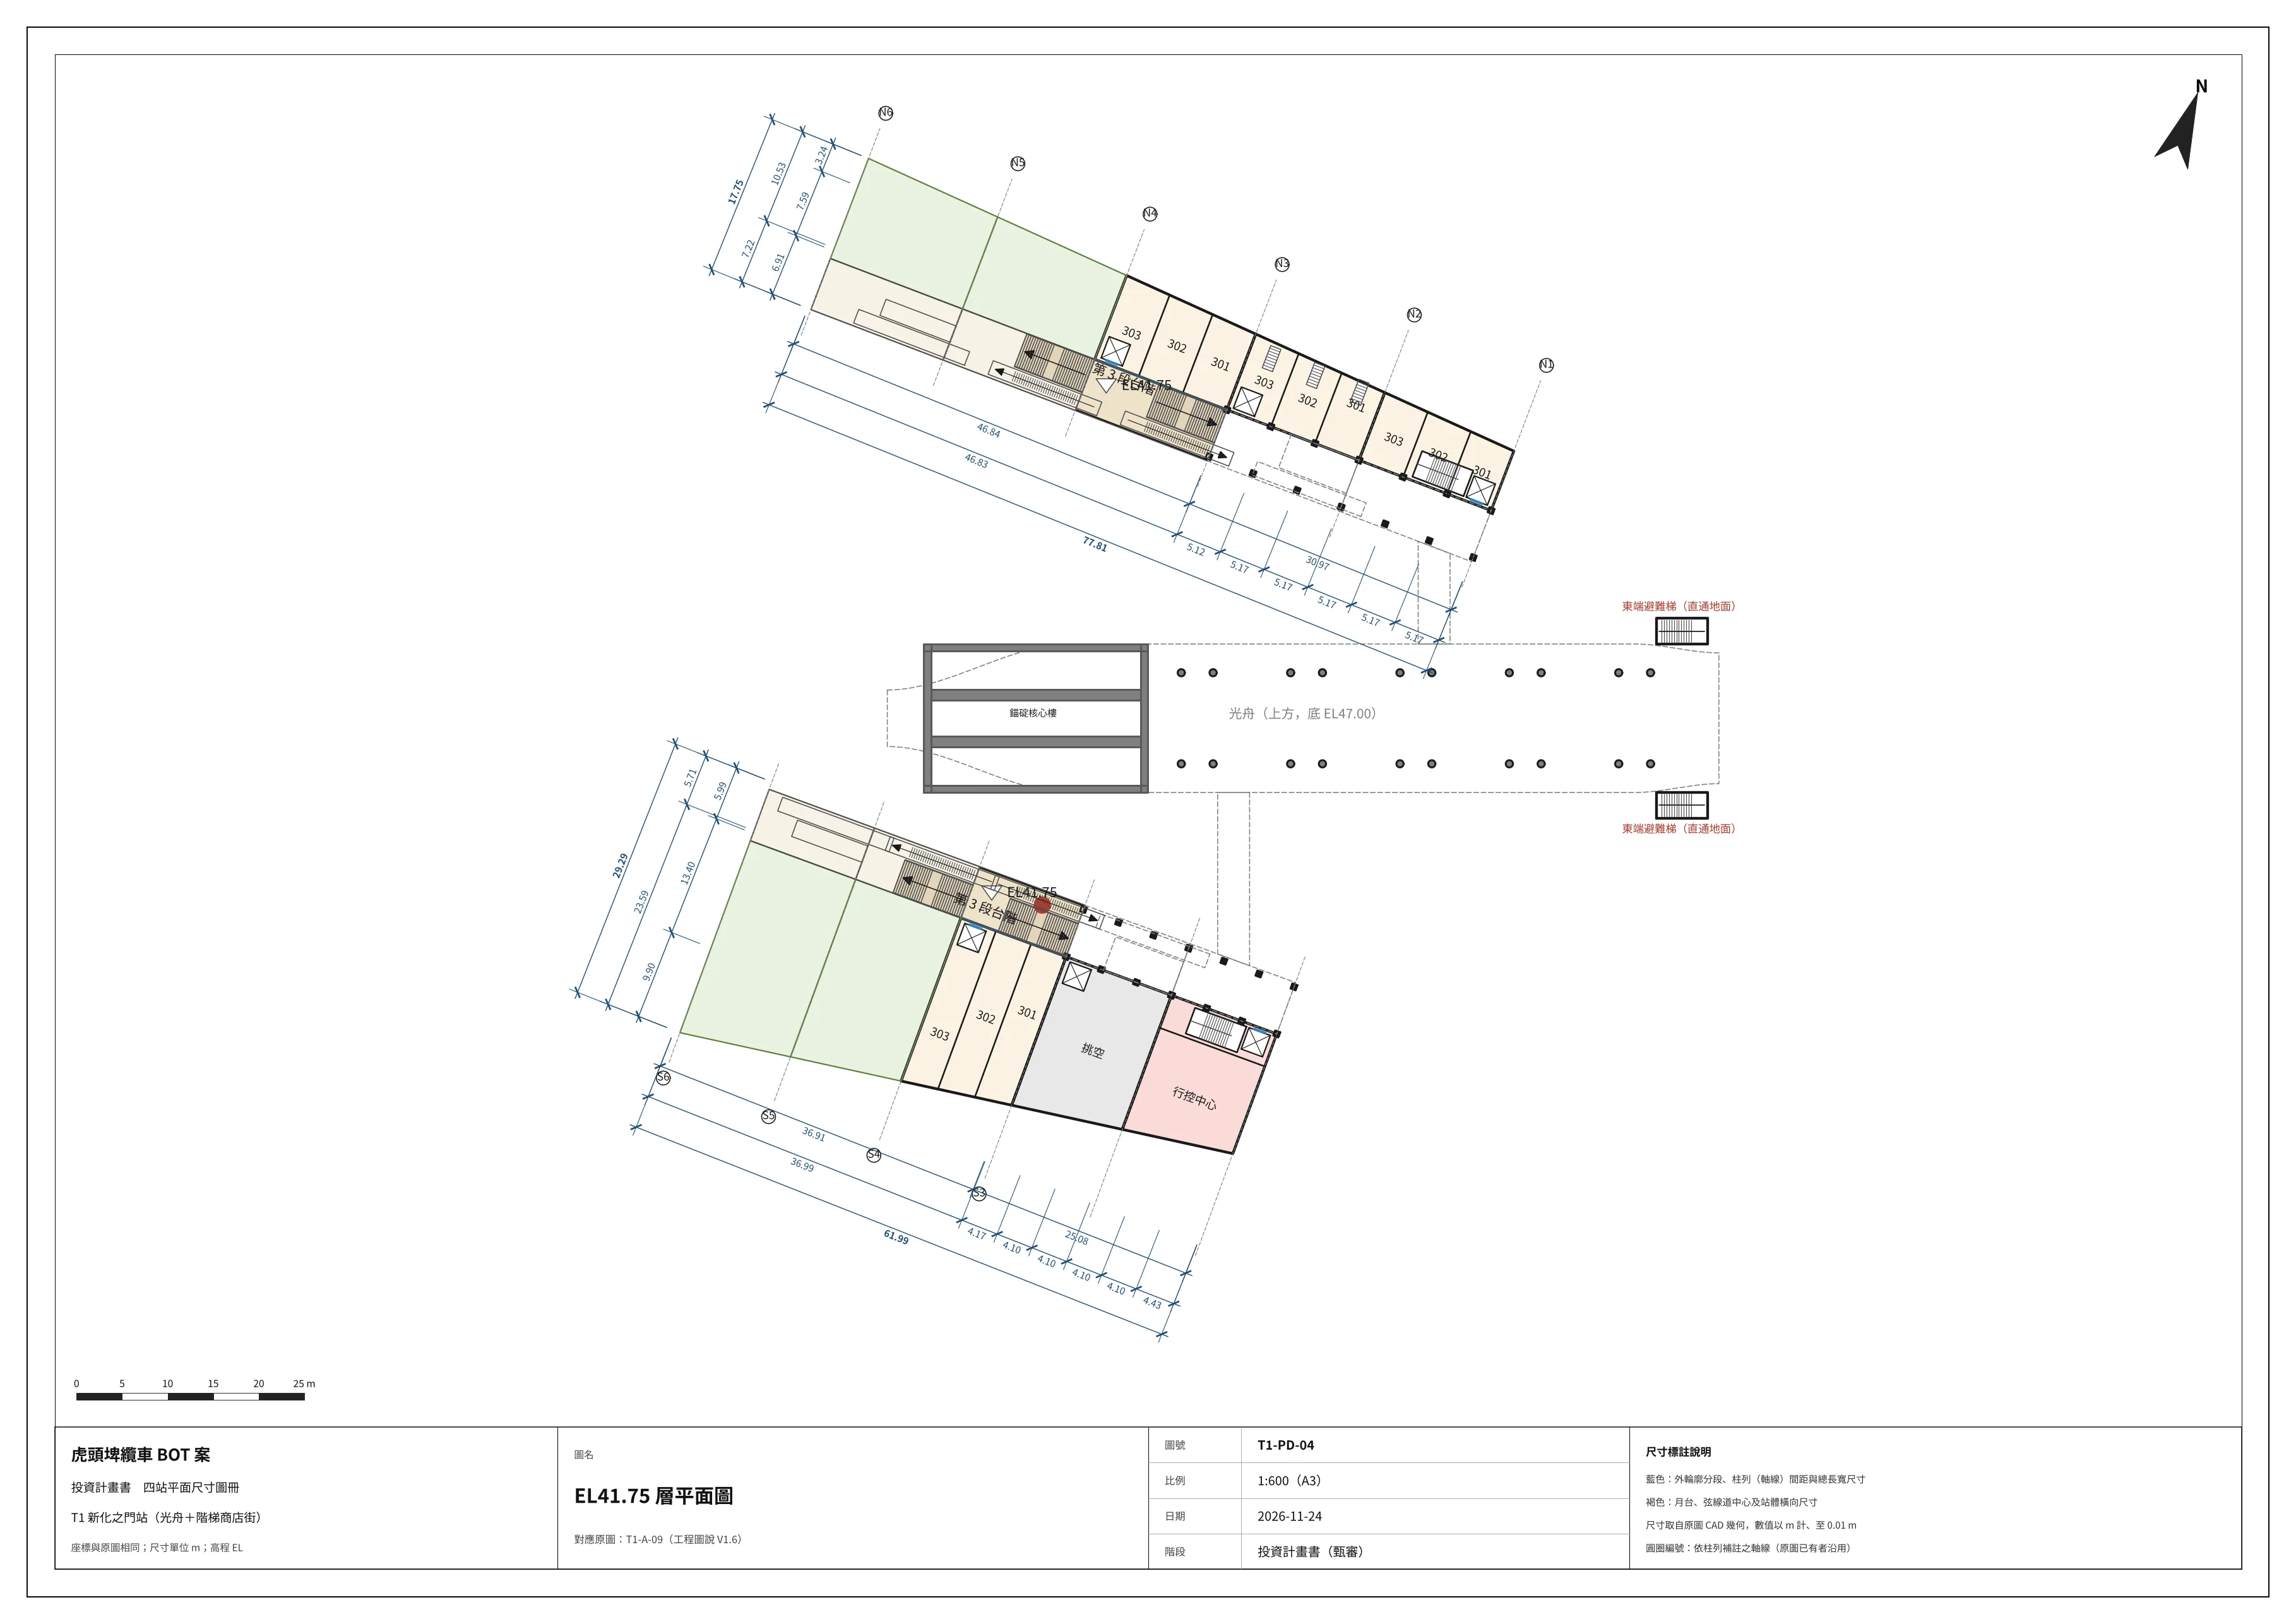 N
N6
N5
N4
N3
N2
N1
17.75
10.53
3.24
7.59
7.22
6.91
303
302
301
303
302
301
303
302
301
第 3 段台階
EL41.75
46.84
46.83
77.81
30.97
5.12
5.17
5.17
5.17
5.17
5.17
東端避難梯（直通地面）
錨碇核心樓
光舟（上方，底 EL47.00）
東端避難梯（直通地面）
29.29
5.71
5.99
23.59
13.40
9.90
EL41.75
第 3 段台階
303
302
301
挑空
行控中心
S6
S5
S4
S3
36.91
36.99
61.99
25.08
4.17
4.10
4.10
4.10
4.10
4.43
0 5 10 15 20 25 m
虎頭埤纜車 BOT 案
投資計畫書　四站平面尺寸圖冊
T1 新化之門站（光舟＋階梯商店街）
座標與原圖相同；尺寸單位 m；高程 EL
圖名
EL41.75 層平面圖
對應原圖：T1-A-09（工程圖說 V1.6）
圖號 T1-PD-04
比例 1:600（A3）
日期 2026-11-24
階段 投資計畫書（甄審）
尺寸標註說明
藍色：外輪廓分段、柱列（軸線）間距與總長寬尺寸
褐色：月台、弦線道中心及站體橫向尺寸
尺寸取自原圖 CAD 幾何，數值以 m 計、至 0.01 m
圓圈編號：依柱列補註之軸線（原圖已有者沿用）